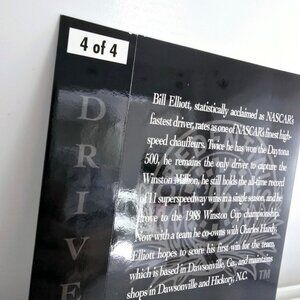 4 of 4
DRIVE
Bill Elliott, statistically acclaimed as NASCAR's
fastest driver, rates as one of NASCAR's finest high-
speed chauffeurs. Twice he has won the Daytona
500, he remains the only driver to capture the
Winston Million, he still holds the all-time record
of 11 superspeedway wins in a single season, and he
drove to the 1988 Winston Cup championship.
Now with a team he co-owns with Charles Hardy,
Elliott hopes to score his first win for the team,
which is based in Dawsonville, Ga., and maintains
shops in Dawsonville and Hickory, N.C.
TM